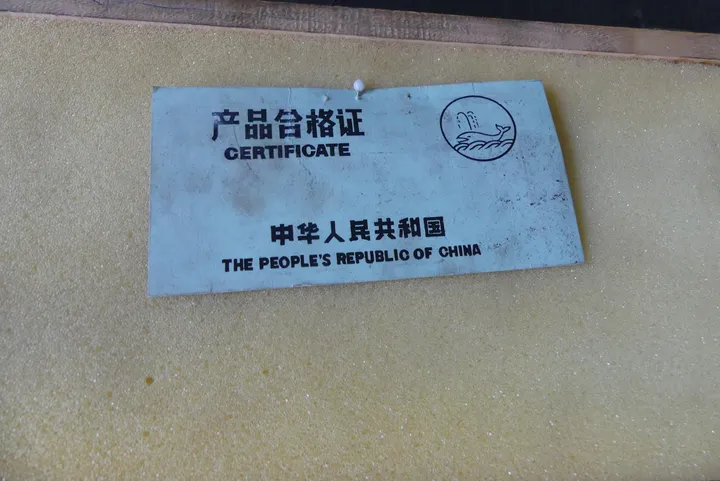 产品合格证
CERTIFICATE
中华人民共和国
THE PEOPLE'S REPUBLIC OF CHINA